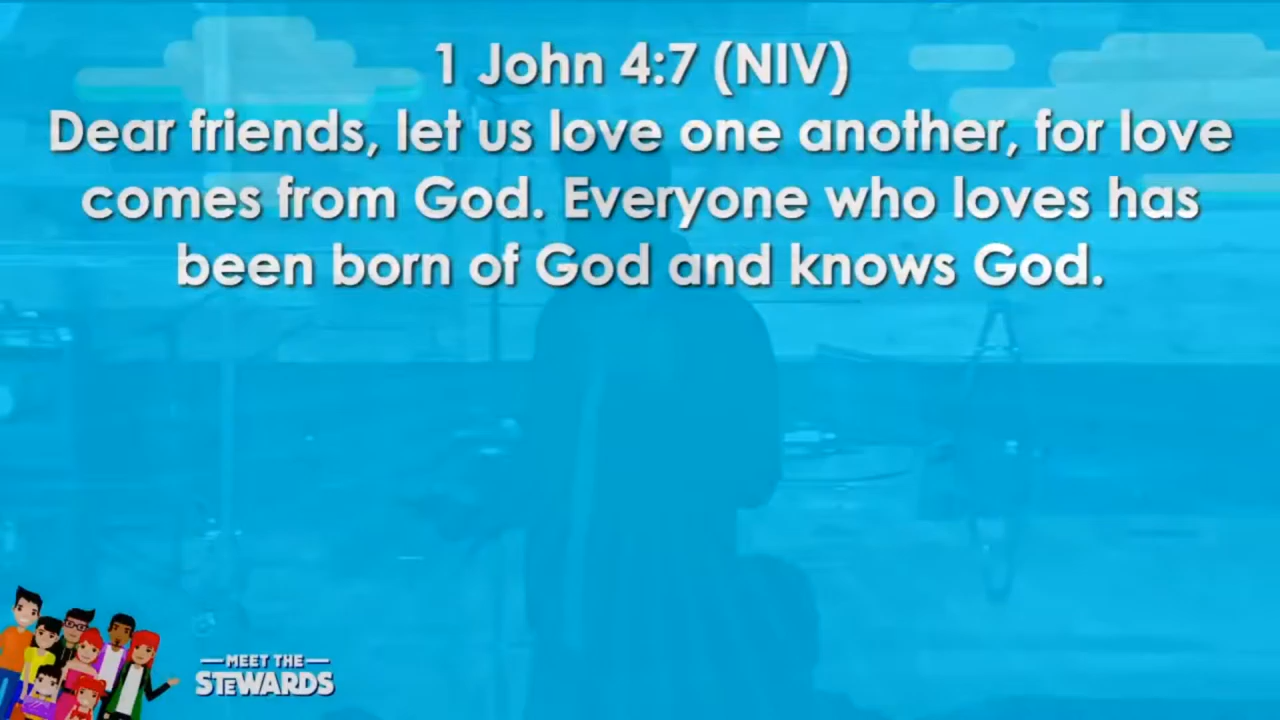 1 John 4:7 (NIV)
Dear friends, let us love one another, for love
comes from God. Everyone who loves has
been born of God and knows God.
MEET THE
STEWARDS